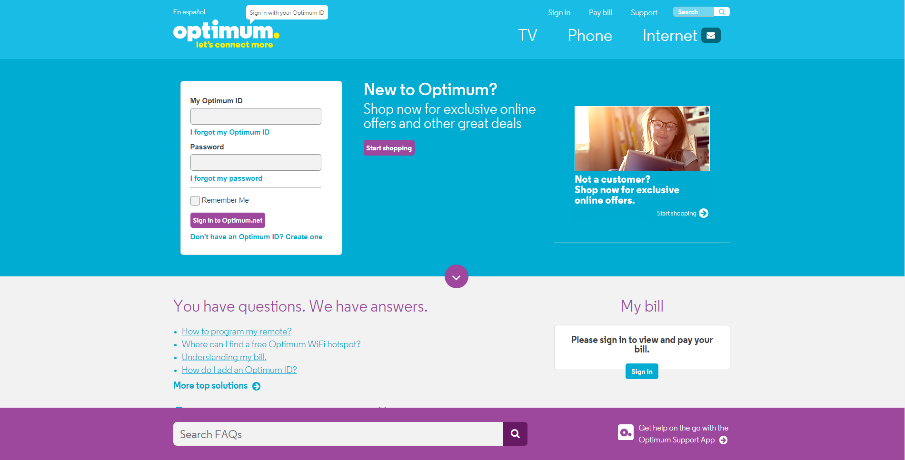 En español
Sign in with your Optimum ID
Sign in
Pay bill
Support
Search
optimum.
let's connect more
TV
Phone
Internet
My Optimum ID
I forgot my Optimum ID
Password
I forgot my password
Remember Me
Sign in to Optimum.net
Don't have an Optimum ID? Create one
New to Optimum?
Shop now for exclusive online
offers and other great deals
Start shopping
Not a customer?
Shop now for exclusive
online offers.
Start shopping
You have questions. We have answers.
How to program my remote?
Where can I find a free Optimum WiFi hotspot?
Understanding my bill.
How do I add an Optimum ID?
More top solutions
My bill
Please sign in to view and pay your
bill.
Sign In
Search FAQs
Get help on the go with the
Optimum Support App